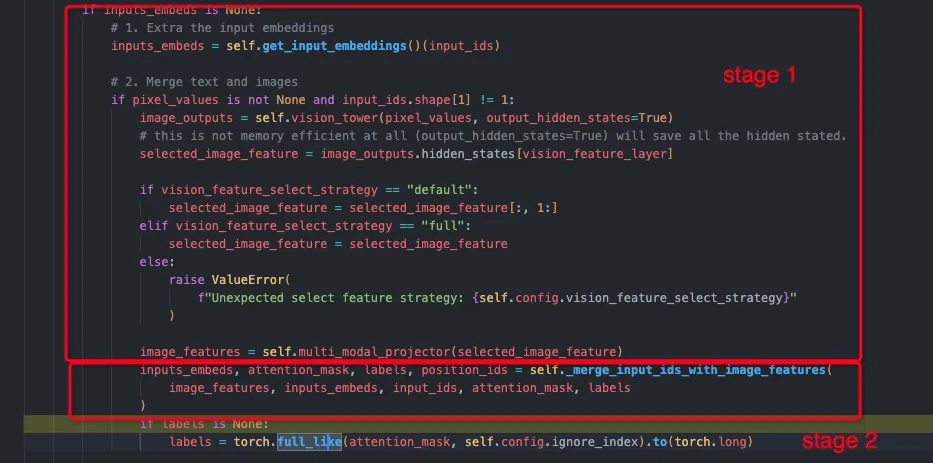 if inputs_embeds is None:
# 1. Extra the input embeddings
inputs_embeds = self.get_input_embeddings()(input_ids)
stage 1
# 2. Merge text and images
if pixel_values is not None and input_ids.shape[1] != 1:
image_outputs = self.vision_tower(pixel_values, output_hidden_states=True)
# this is not memory efficient at all (output_hidden_states=True) will save all the hidden stated.
selected_image_feature = image_outputs.hidden_states[vision_feature_layer]
if vision_feature_select_strategy == "default":
selected_image_feature = selected_image_feature[:, 1:]
elif vision_feature_select_strategy == "full":
selected_image_feature = selected_image_feature
else:
raise ValueError(
f"Unexpected select feature strategy: {self.config.vision_feature_select_strategy}"
)
image_features = self.multi_modal_projector(selected_image_feature)
inputs_embeds, attention_mask, labels, position_ids = self._merge_input_ids_with_image_features(
image_features, inputs_embeds, input_ids, attention_mask, labels
)
if labels is None:
labels = torch.full_like(attention_mask, self.config.ignore_index).to(torch.long)
stage 2